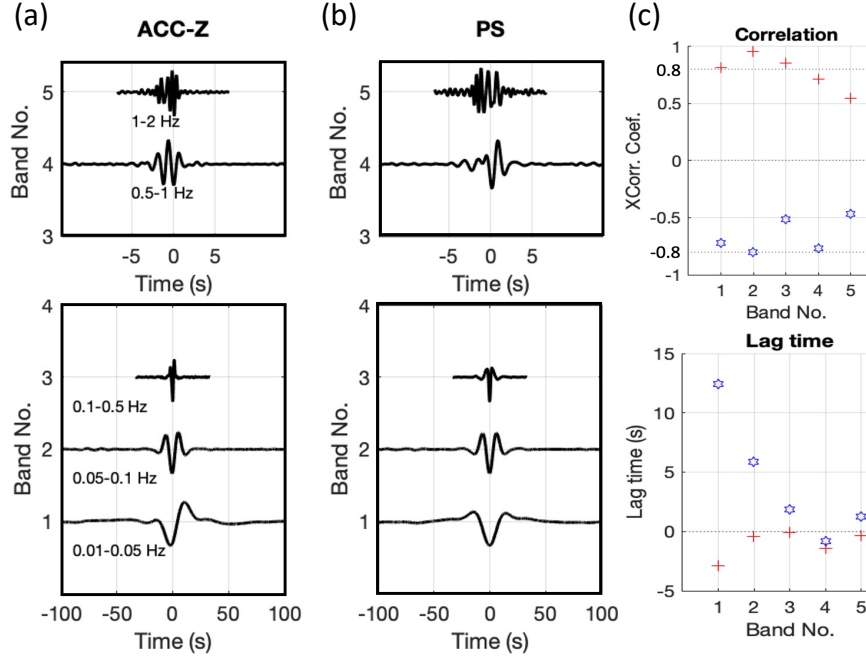 (a)
ACC-Z
Band No.
5
4
3
1-2 Hz
0.5-1 Hz
-5
0
5
Time (s)
Band No.
4
3
2
1
0.1-0.5 Hz
0.05-0.1 Hz
0.01-0.05 Hz
-100
-50
0
50
100
Time (s)
(b)
PS
Band No.
5
4
3
-5
0
5
Time (s)
Band No.
4
3
2
1
-100
-50
0
50
100
Time (s)
(c)
Correlation
XCorr. Coef.
1
0.8
0.5
0
-0.5
-0.8
-1
1
2
3
4
5
Band No.
Lag time
Lag time (s)
15
10
5
0
-5
1
2
3
4
5
Band No.